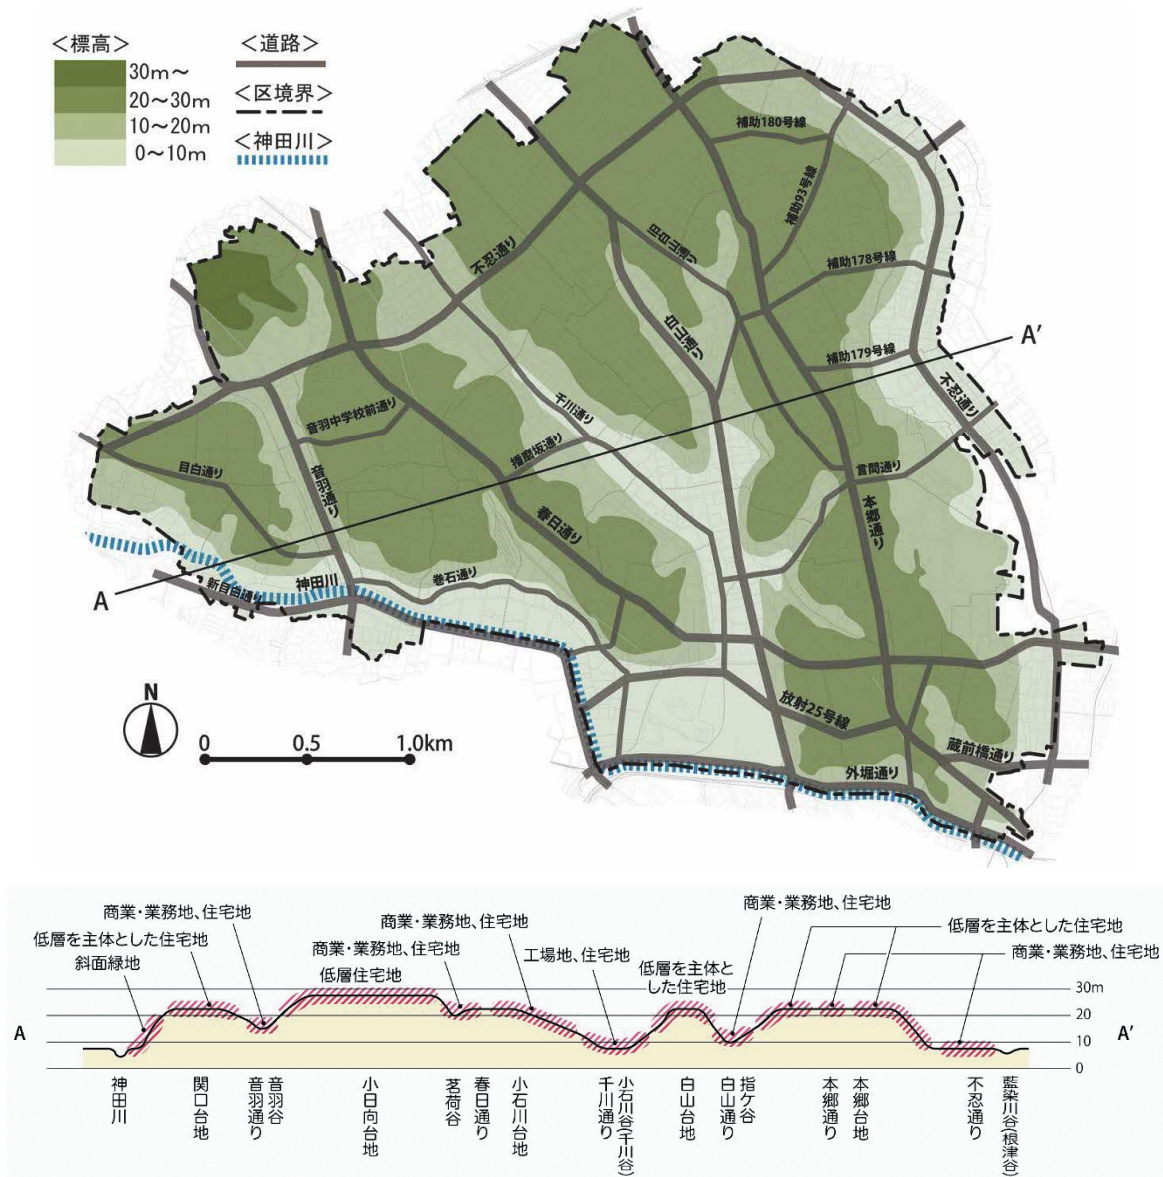 <標高>
30m～
20～30m
10～20m
0～10m
<道路>
<区境界>
<神田川>
補助180号線
補助93号線
旧白山通り
不忍通り
補助178号線
白山通り
補助179号線
A'
不忍通り
千川通り
音羽中学校前通り
播磨坂通り
目白通り
音羽通り
言問通り
本郷通り
春日通り
巻石通り
神田川
新目白通り
A
放射25号線
蔵前橋通り
外堀通り
N
0
0.5
1.0km
商業・業務地、住宅地
低層を主体とした住宅地
斜面緑地
商業・業務地、住宅地
商業・業務地、住宅地
低層住宅地
工場地、住宅地
低層を主体と
した住宅地
商業・業務地、住宅地
低層を主体とした住宅地
商業・業務地、住宅地
30m
20
10
0
A
A'
神田川
関口台地
音羽通り
音羽谷
小日向台地
茗荷谷
春日通り
小石川台地
千川通り
小石川谷(千川谷)
白山台地
白山通り
指ケ谷
本郷通り
本郷台地
不忍通り
藍染川谷(根津谷)